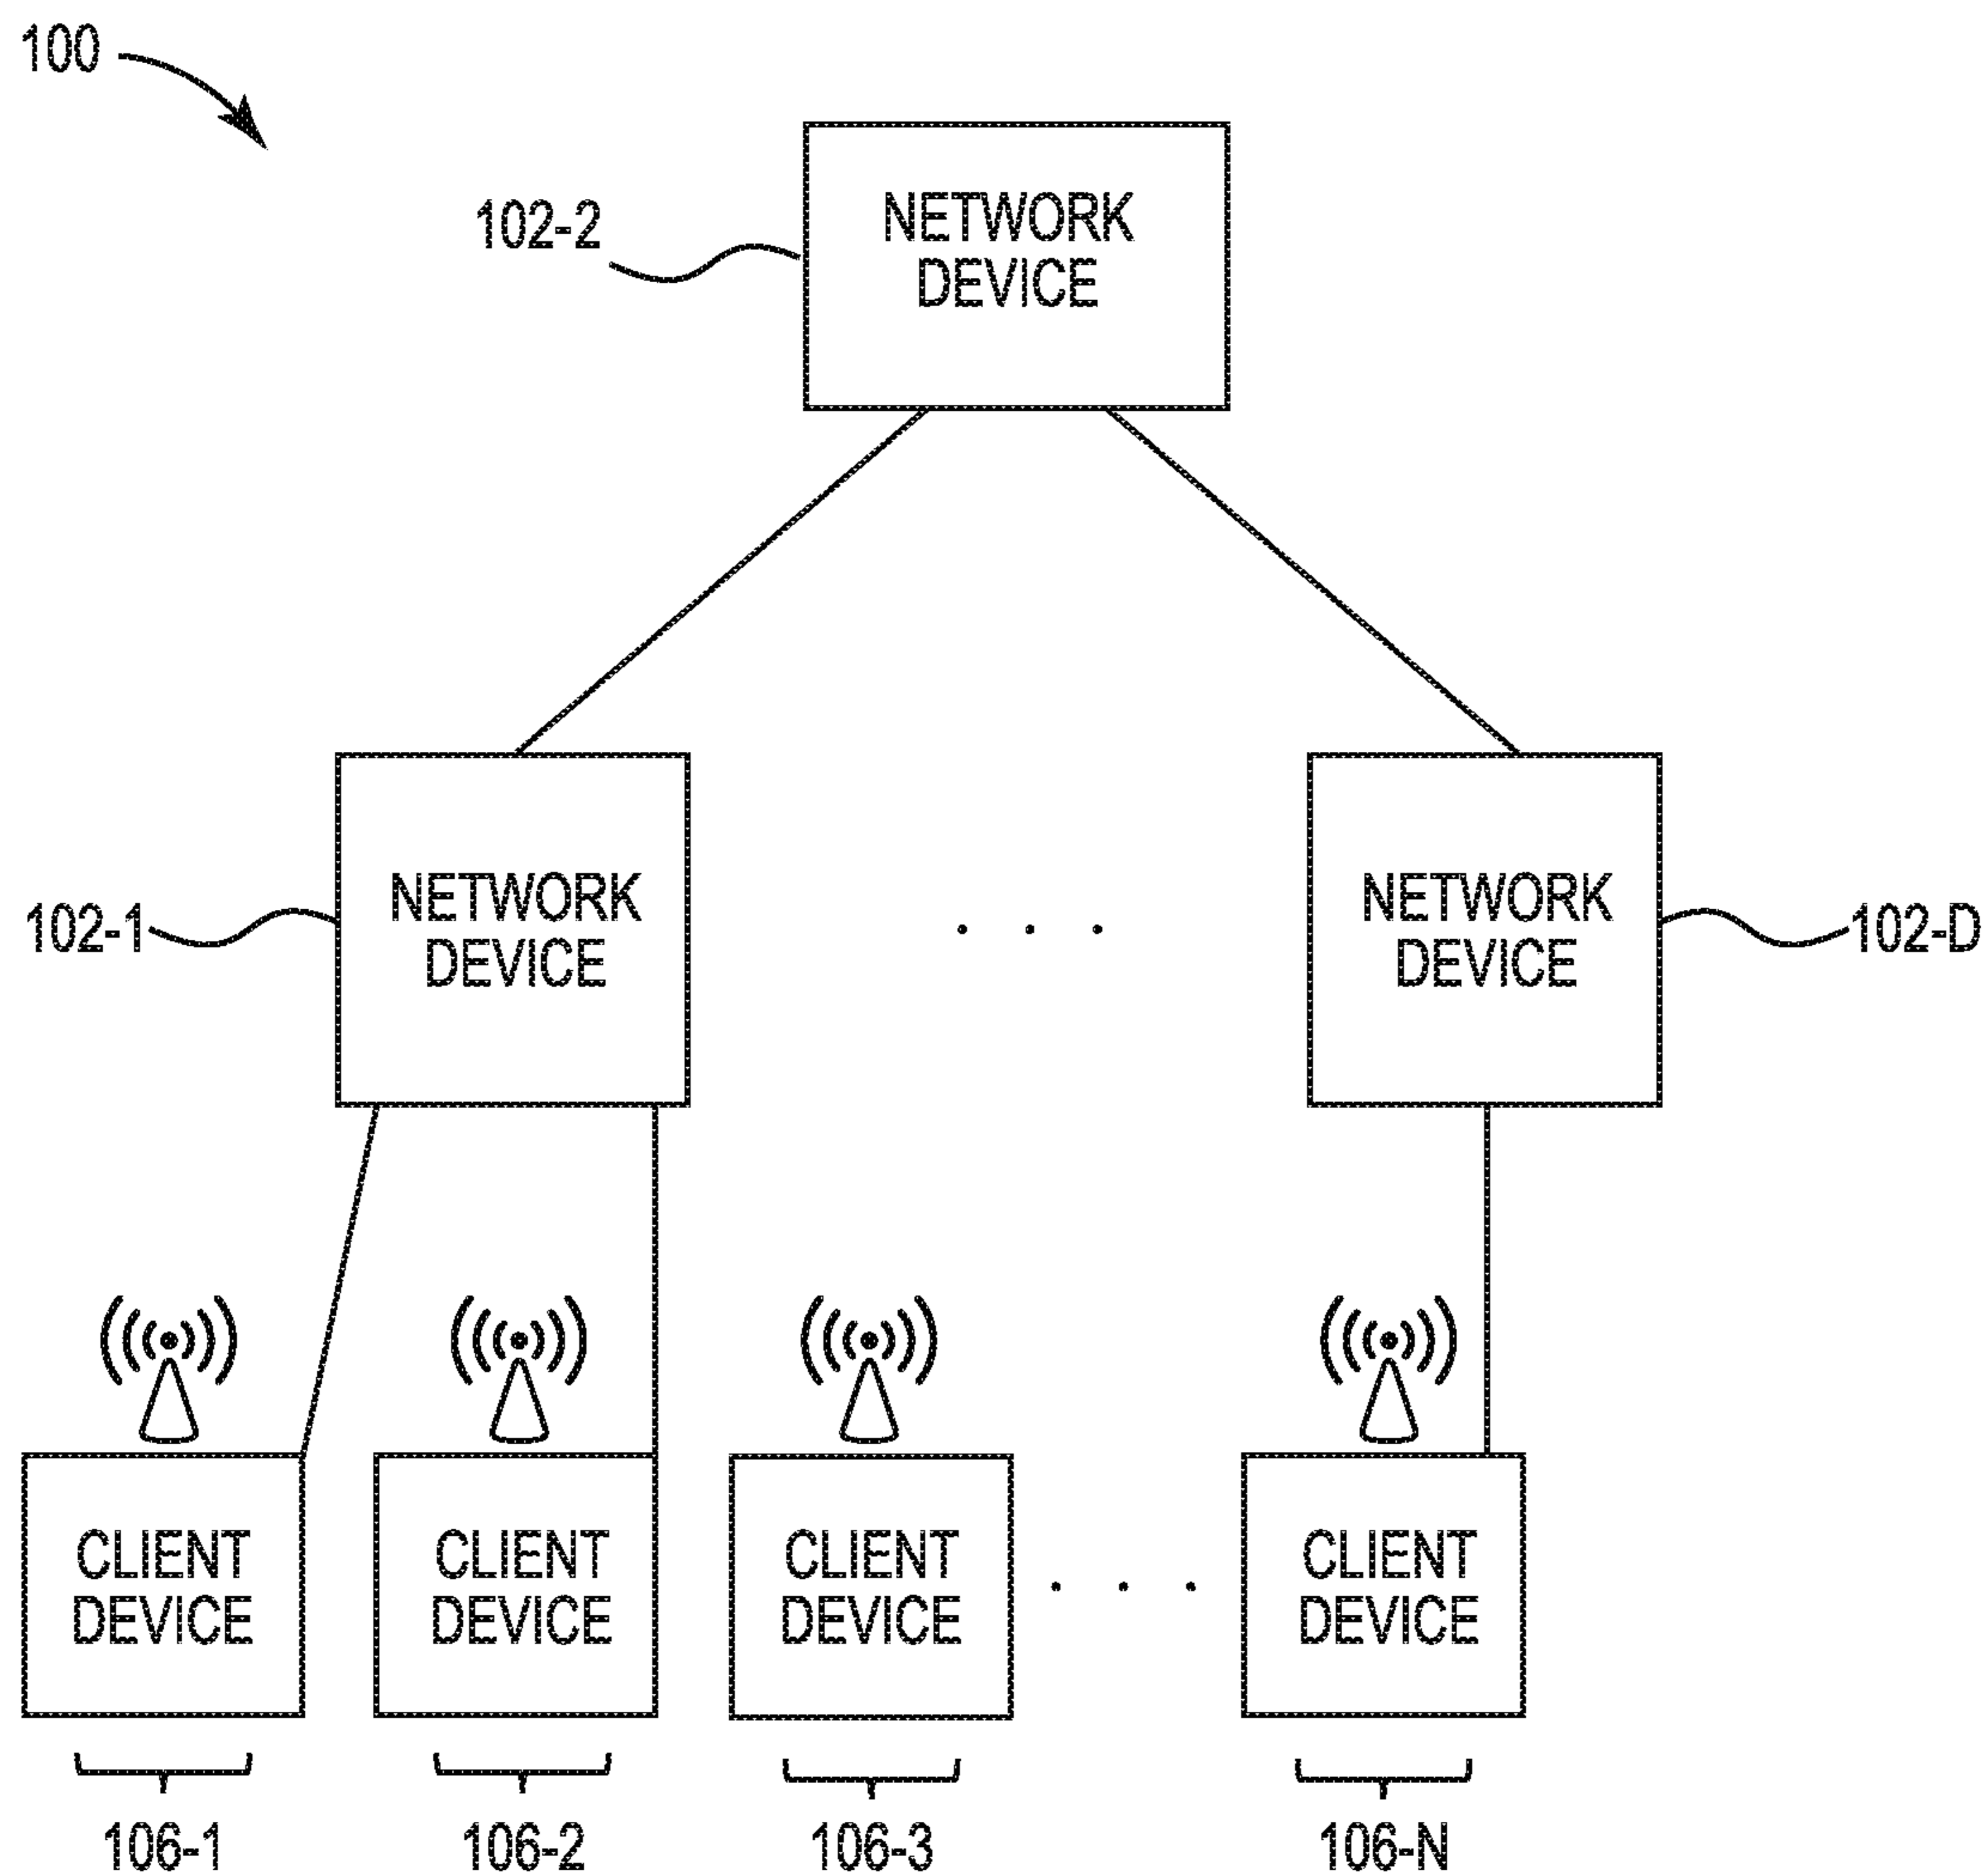 100
102-2
NETWORK
DEVICE
102-1
NETWORK
DEVICE
NETWORK
DEVICE
102-D
CLIENT
DEVICE
CLIENT
DEVICE
CLIENT
DEVICE
CLIENT
DEVICE
106-1
106-2
106-3
106-N